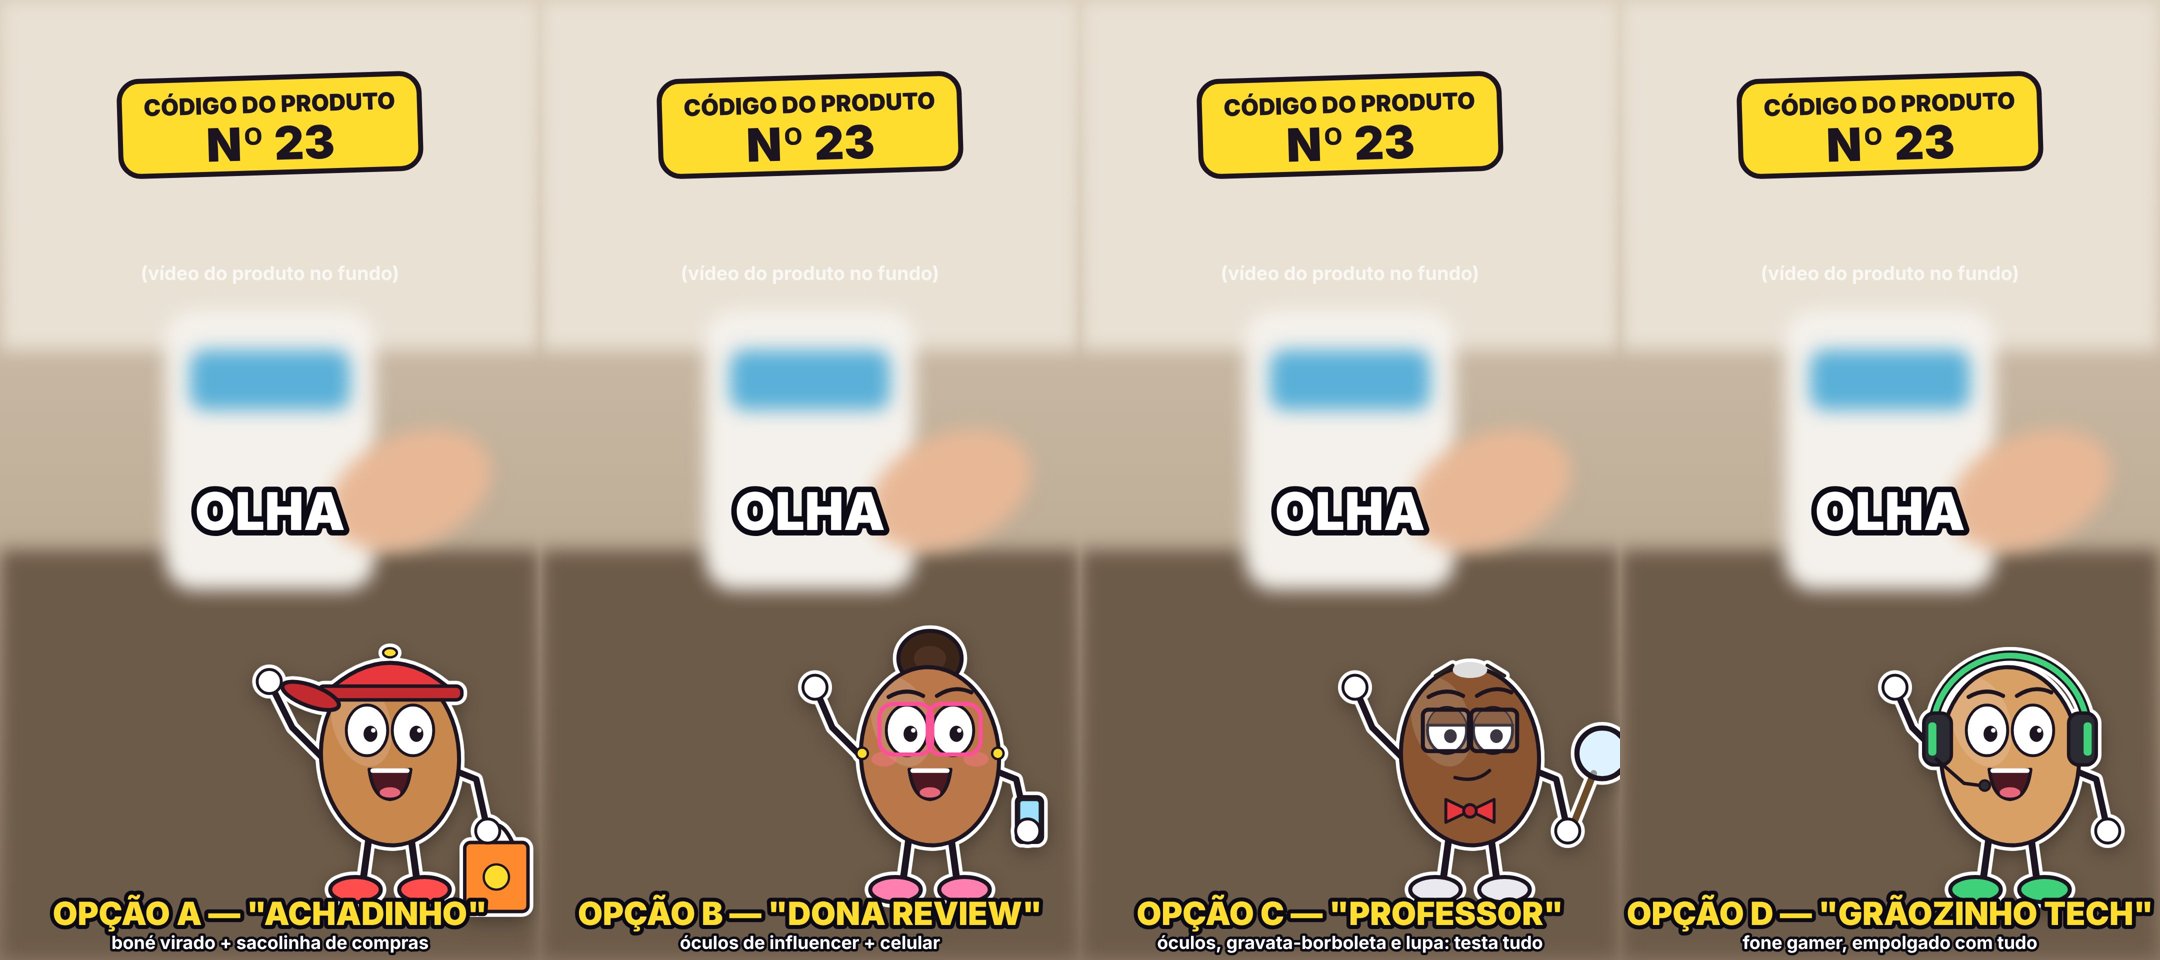 CÓDIGO DO PRODUTO
Nº 23
(vídeo do produto no fundo)
OLHA
OPÇÃO A — "ACHADINHO"
boné virado + sacolinha de compras
CÓDIGO DO PRODUTO
Nº 23
(vídeo do produto no fundo)
OLHA
OPÇÃO B — "DONA REVIEW"
óculos de influencer + celular
CÓDIGO DO PRODUTO
Nº 23
(vídeo do produto no fundo)
OLHA
OPÇÃO C — "PROFESSOR"
óculos, gravata-borboleta e lupa: testa tudo
CÓDIGO DO PRODUTO
Nº 23
(vídeo do produto no fundo)
OLHA
OPÇÃO D — "GRÃOZINHO TECH"
fone gamer, empolgado com tudo